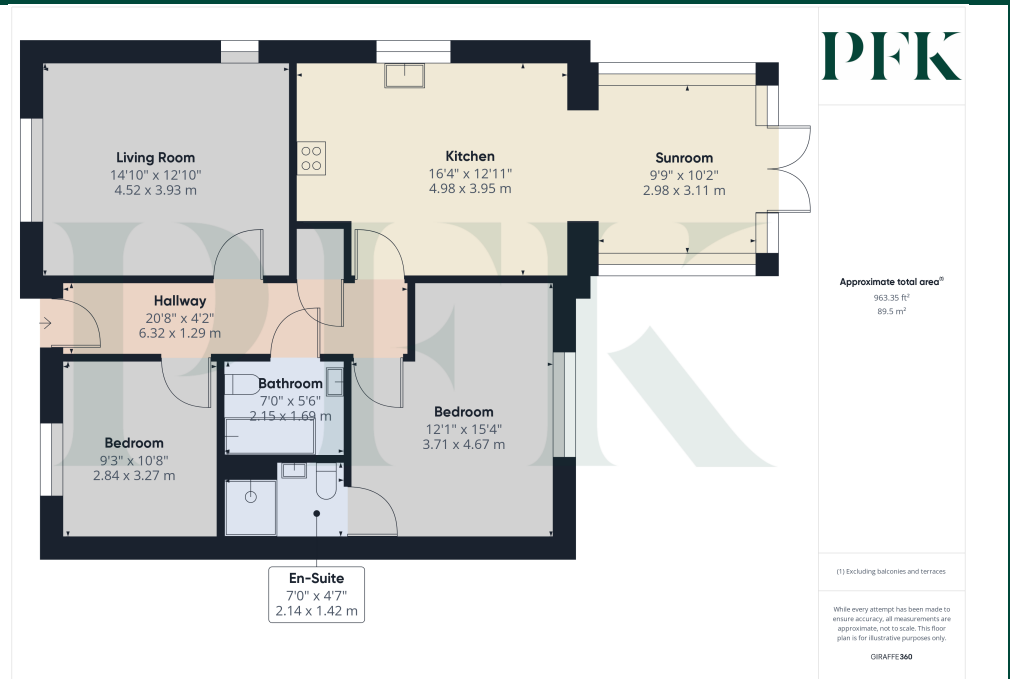 PFK
Living Room
14'10" x 12'10"
4.52 x 3.93 m
Kitchen
16'4" x 12'11"
4.98 x 3.95 m
Sunroom
9'9" x 10'2"
2.98 x 3.11 m
Hallway
20'8" x 4'2"
6.32 x 1.29 m
Bathroom
7'0" x 5'6"
2.15 x 1.69 m
Bedroom
9'3" x 10'8"
2.84 x 3.27 m
Bedroom
12'1" x 15'4"
3.71 x 4.67 m
En-Suite
7'0" x 4'7"
2.14 x 1.42 m
PFK
Approximate total area⁽¹⁾
963.35 ft²
89.5 m²
(1) Excluding balconies and terraces
While every attempt has been made to
ensure accuracy, all measurements are
approximate, not to scale. This floor
plan is for illustrative purposes only.
GIRAFFE360